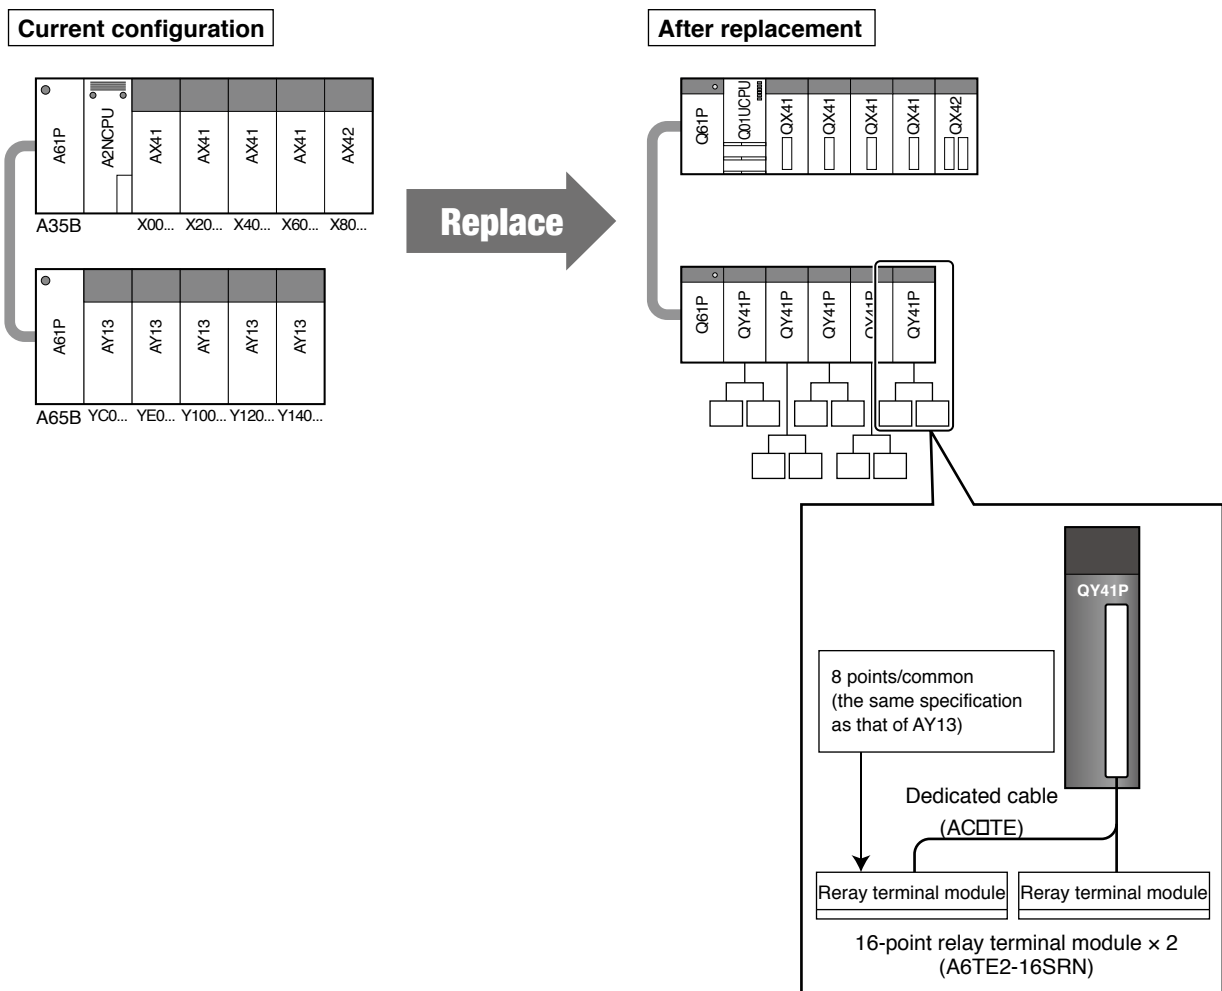 Current configuration
After replacement
A61P
A2NCPU
AX41
AX41
AX41
AX41
AX42
A35B
X00...
X20...
X40...
X60...
X80...
A61P
AY13
AY13
AY13
AY13
AY13
A65B
YC0...
YE0...
Y100...
Y120...
Y140...
Replace
Q61P
Q01UCPU
QX41
QX41
QX41
QX41
QX42
Q61P
QY41P
QY41P
QY41P
QY41P
QY41P
QY41P
8 points/common
(the same specification
as that of AY13)
Dedicated cable
(AC□TE)
Reray terminal module
Reray terminal module
16-point relay terminal module × 2
(A6TE2-16SRN)